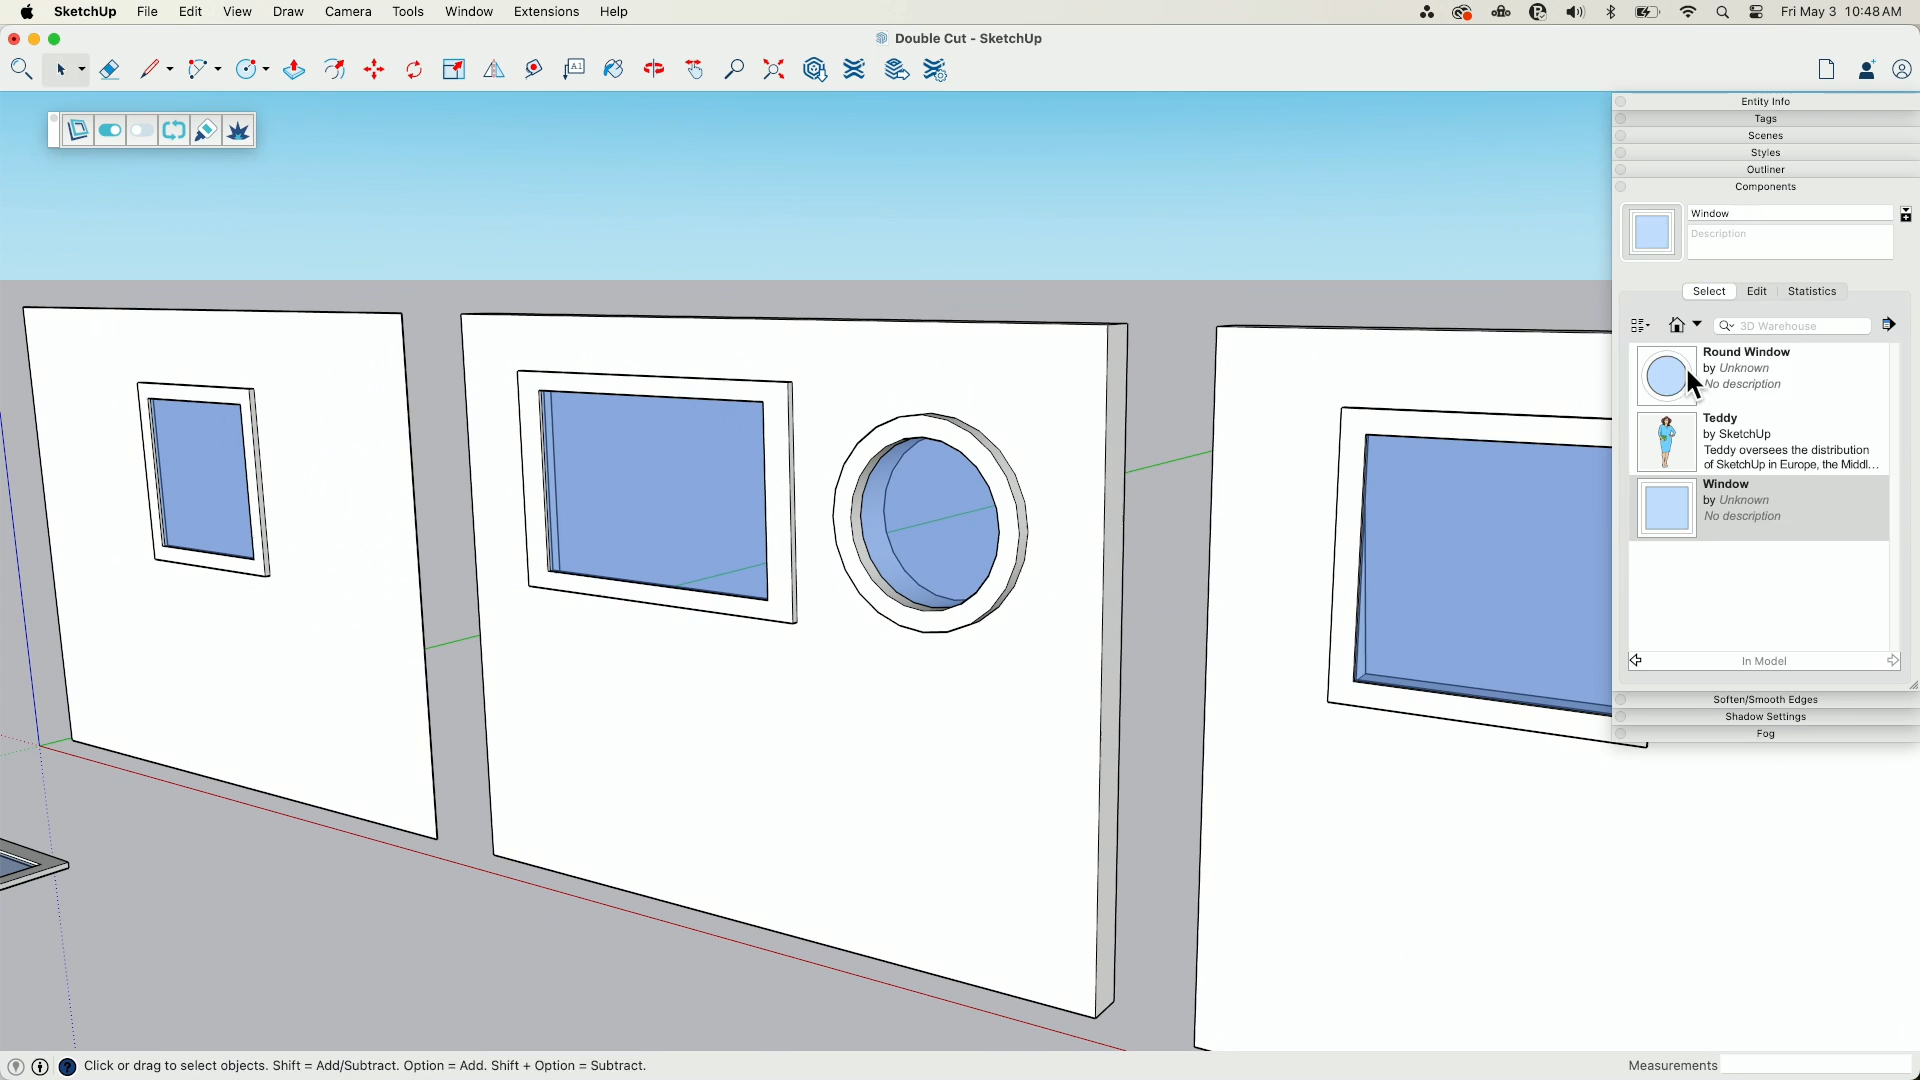 SketchUp File Edit View Draw Camera Tools Window Extensions Help Fri May 3 10:48 AM
Double Cut - SketchUp
A1
Entity Info
Tags
Scenes
Styles
Outliner
Components
Window
Description
Select Edit Statistics
3D Warehouse
Round Window
by Unknown
No description
Teddy
by SketchUp
Teddy oversees the distribution
of SketchUp in Europe, the Middl...
Window
by Unknown
No description
In Model
Soften/Smooth Edges
Shadow Settings
Fog
Click or drag to select objects. Shift = Add/Subtract. Option = Add. Shift + Option = Subtract.
Measurements